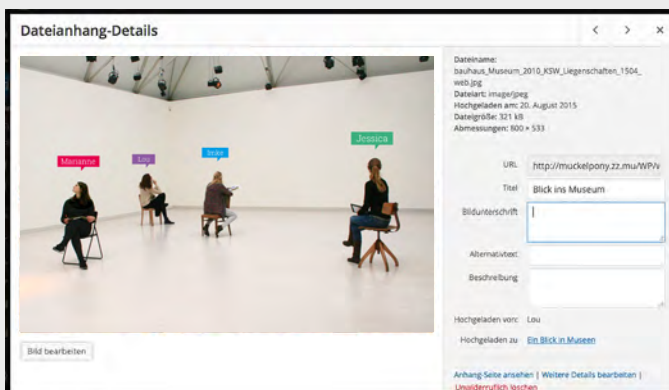 Dateianhang-Details
Marianne
Lou
Jessica
Bild bearbeiten
Dateiname:
bauhaus_Museum_2010_KSW_Liegenschaften_1504_
web.jpg
Dateiart: image/jpeg
Hochgeladen am: 20. August 2015
Dateigröße: 321 kB
Abmessungen: 800 × 533
URL http://muckelpony.zz.mu/WP/
Titel Blick ins Museum
Bildunterschrift
Alternativtext
Beschreibung
Hochgeladen von: Lou
Hochgeladen zu Ein Blick in Museen
Anhang-Seite ansehen | Weitere Details bearbeiten |
Unwiderruflich löschen